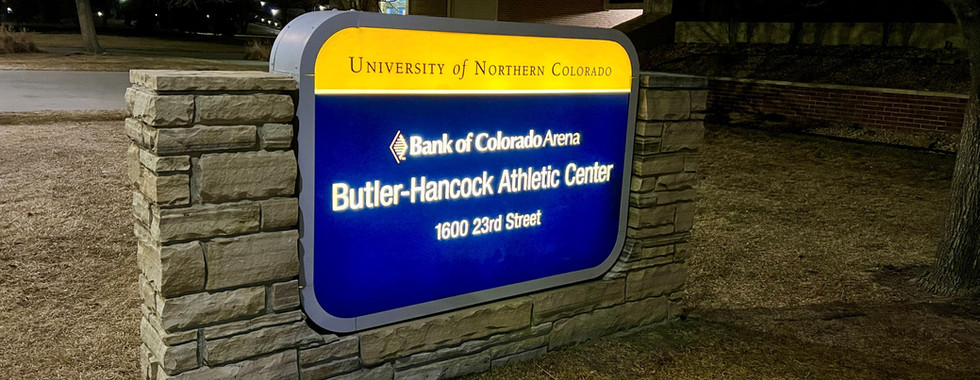 University of Northern Colorado
Bank of Colorado Arena
Butler-Hancock Athletic Center
1600 23rd Street